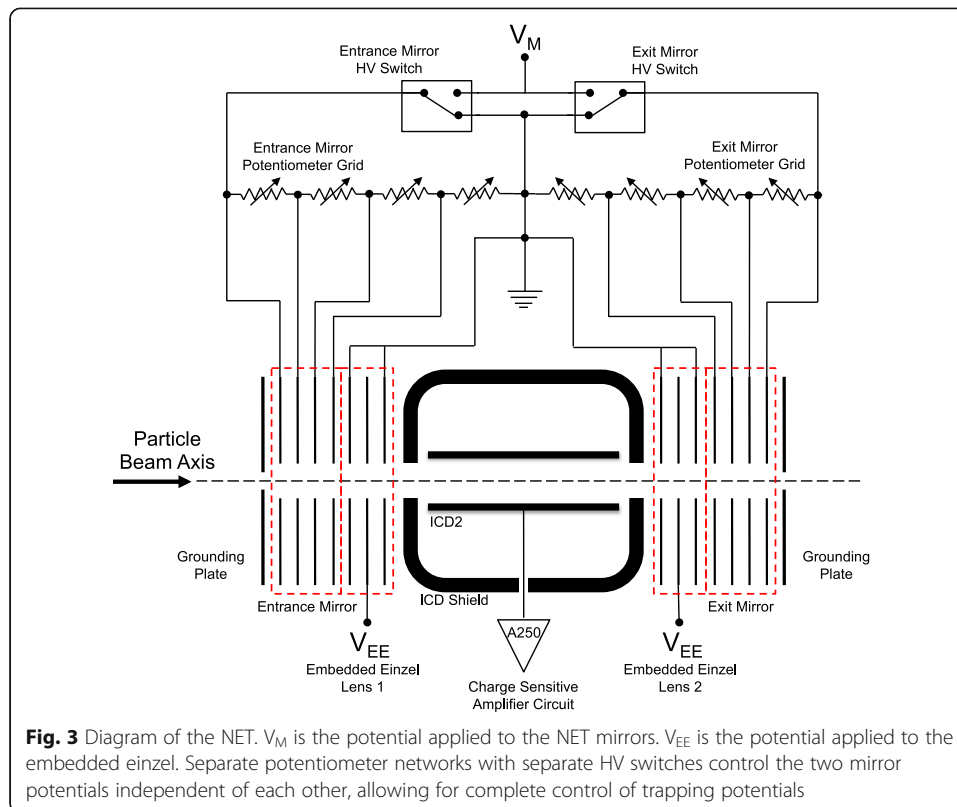 V_M
Entrance Mirror
HV Switch
Exit Mirror
HV Switch
Entrance Mirror
Potentiometer Grid
Exit Mirror
Potentiometer Grid
Particle
Beam Axis
ICD2
Grounding
Plate
Grounding
Plate
Entrance Mirror
ICD Shield
Exit Mirror
A250
V_EE
V_EE
Embedded Einzel
Lens 1
Charge Sensitive
Amplifier Circuit
Embedded Einzel
Lens 2
Fig. 3 Diagram of the NET. V_M is the potential applied to the NET mirrors. V_EE is the potential applied to the
embedded einzel. Separate potentiometer networks with separate HV switches control the two mirror
potentials independent of each other, allowing for complete control of trapping potentials